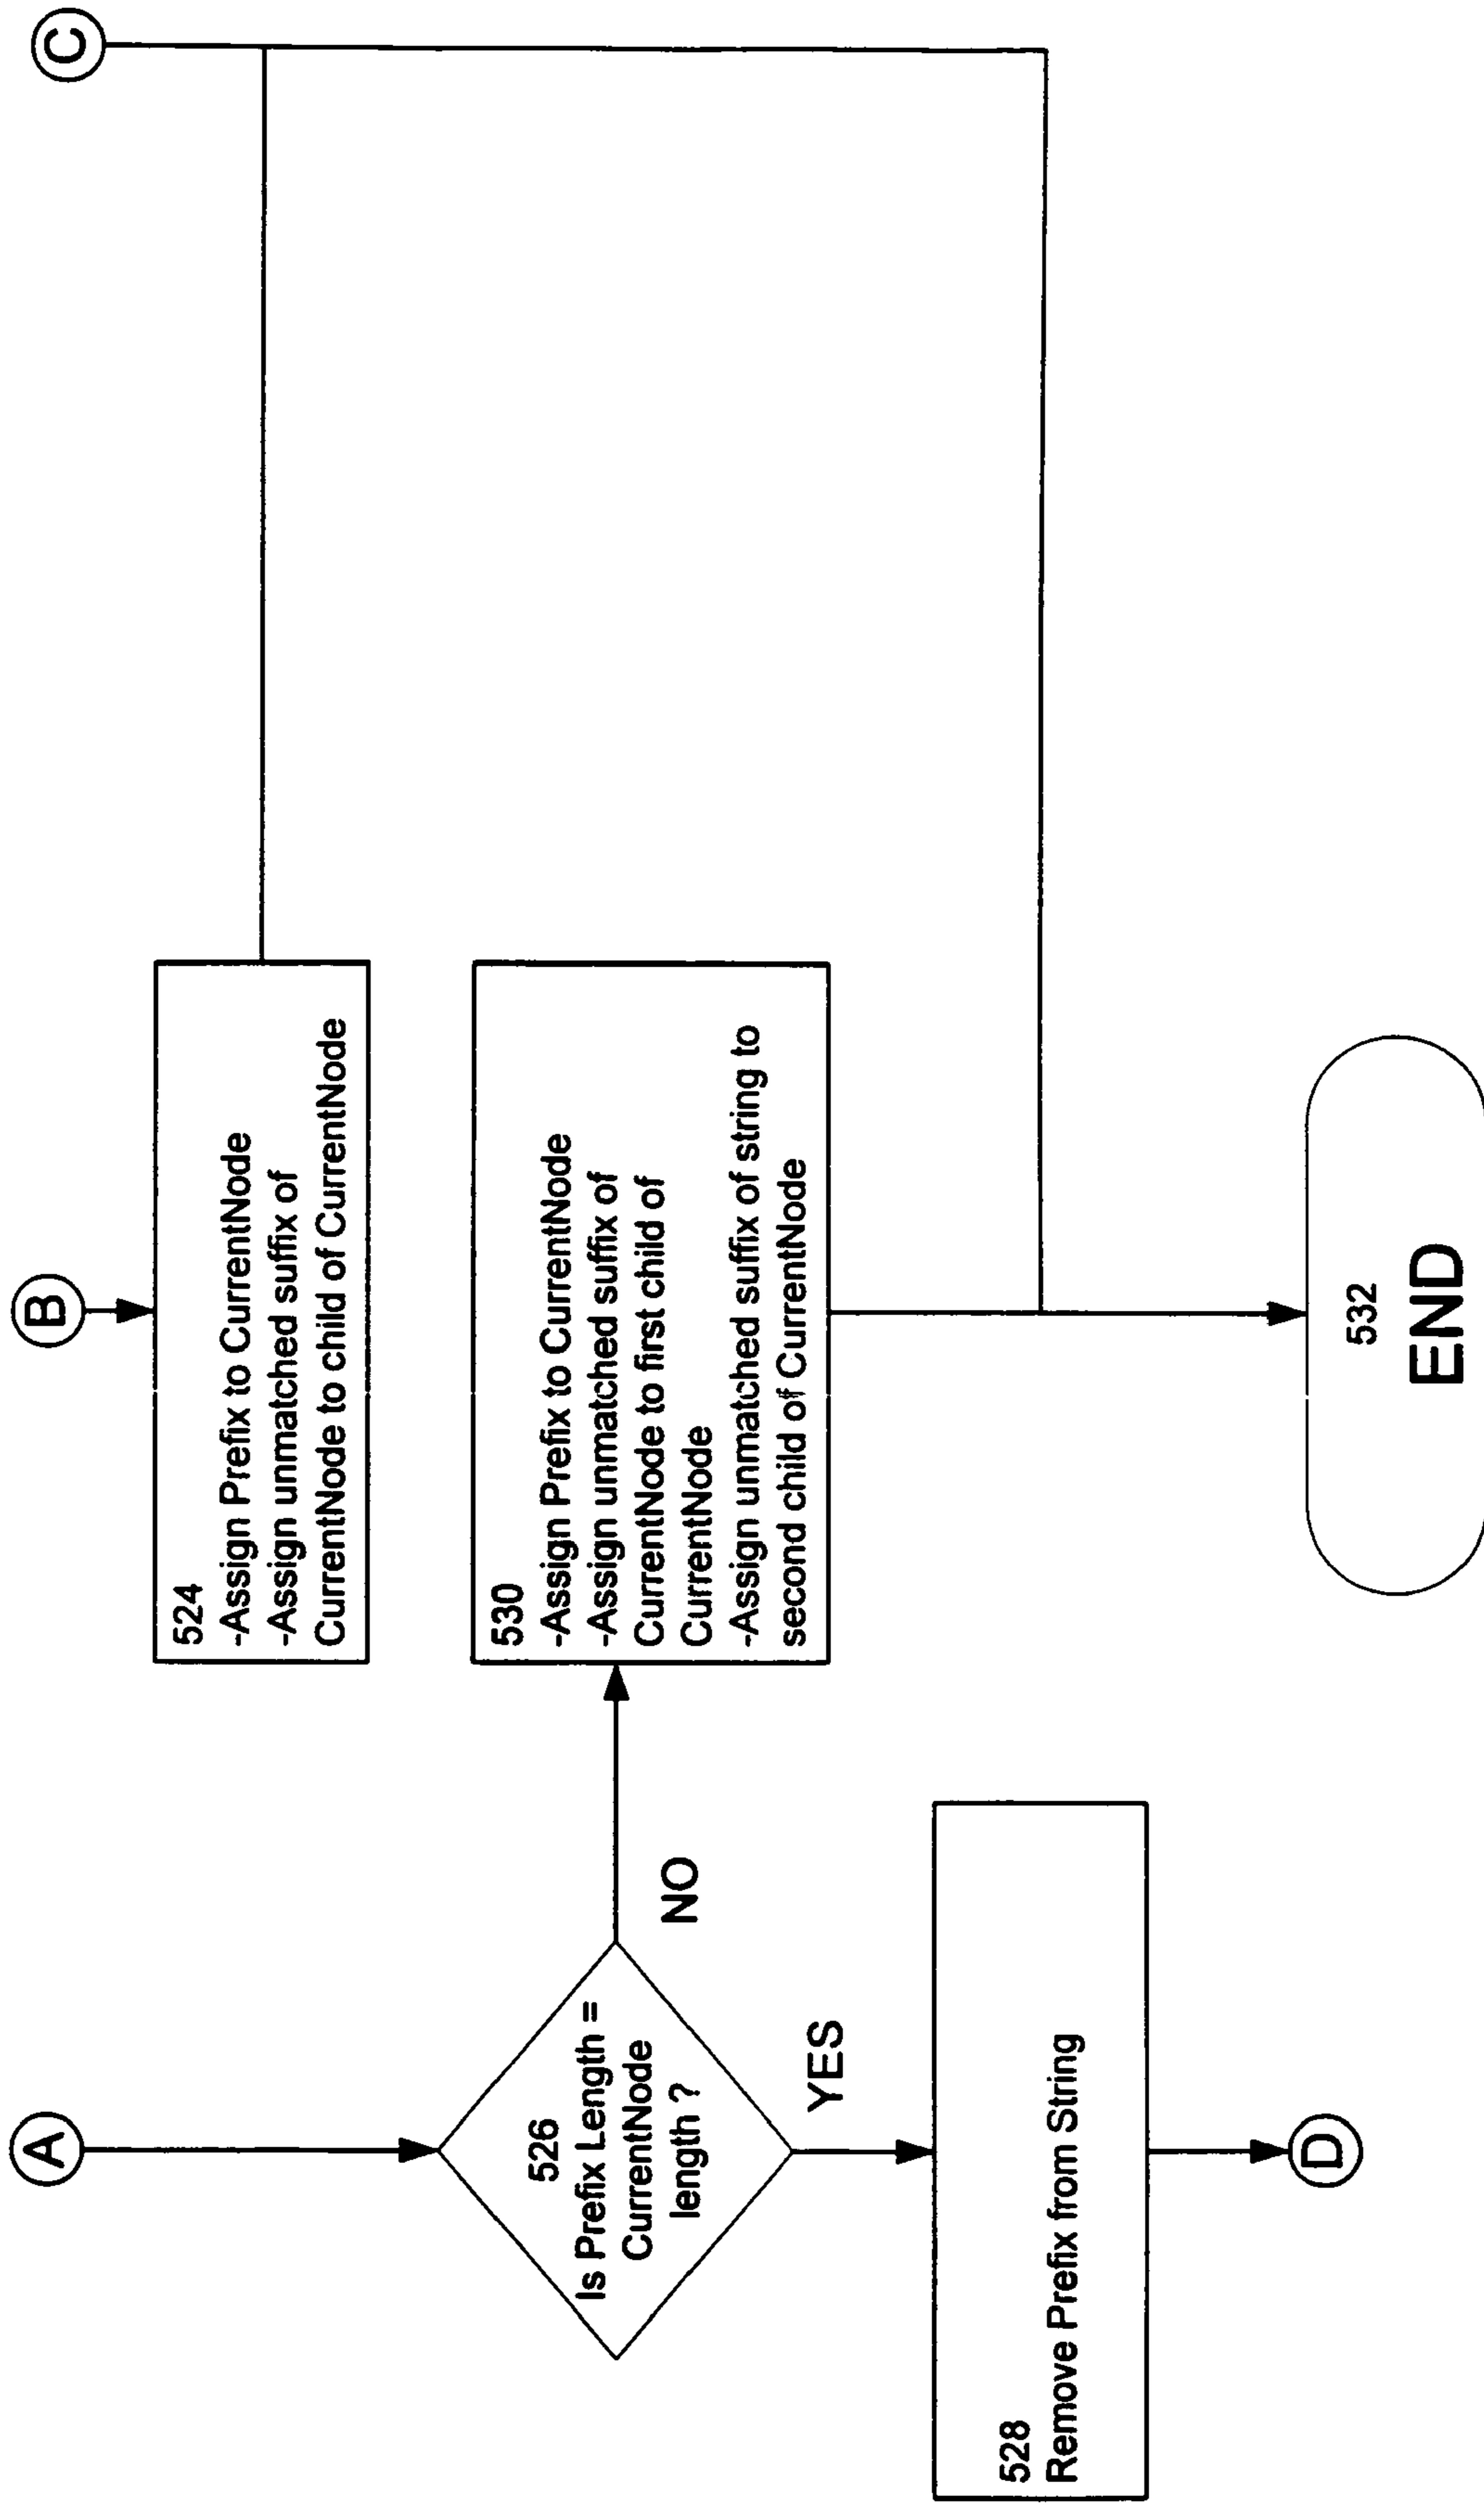 A
B
C
524
-Assign Prefix to CurrentNode
-Assign unmatched suffix of
CurrentNode to child of CurrentNode
526
Is Prefix Length =
CurrentNode
length ?
NO
530
-Assign Prefix to CurrentNode
-Assign unmatched suffix of
CurrentNode to first child of
CurrentNode
-Assign unmatched suffix of string to
second child of CurrentNode
YES
528
Remove Prefix from String
D
532
END